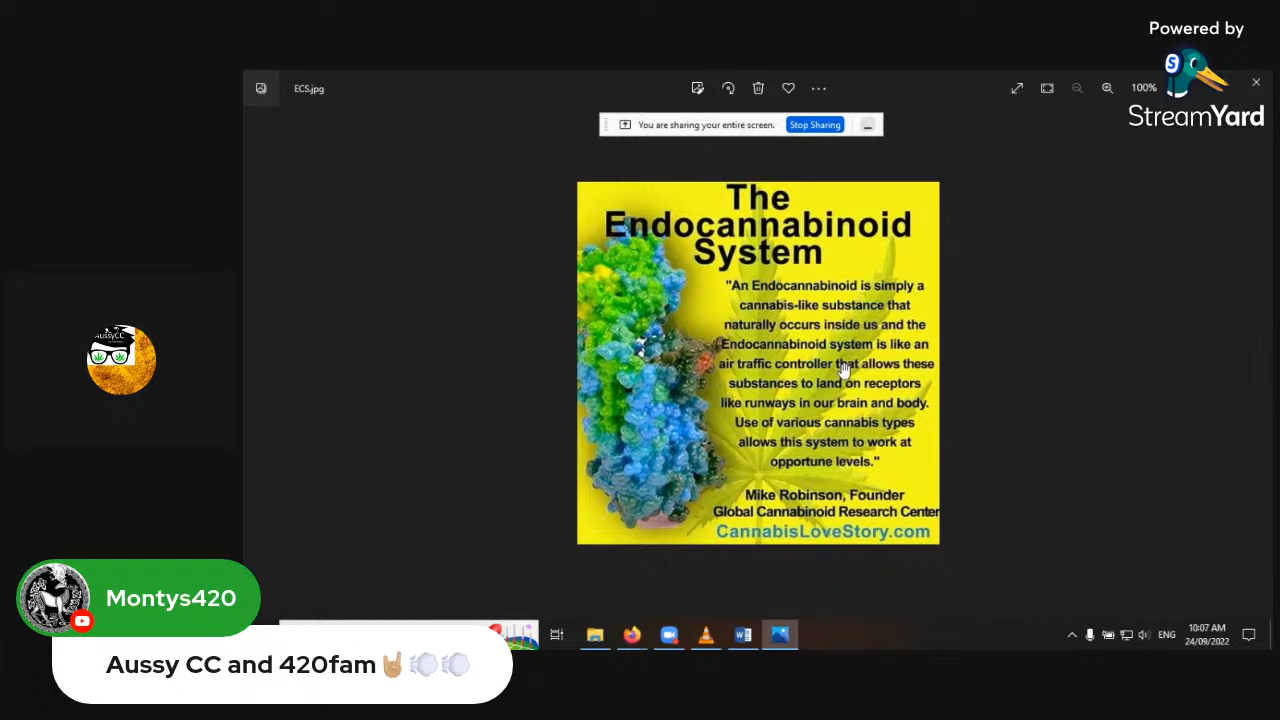 Powered by
StreamYard
ECS.jpg
100%
You are sharing your entire screen.
Stop Sharing
The
Endocannabinoid
System
"An Endocannabinoid is simply a
cannabis-like substance that
naturally occurs inside us and the
Endocannabinoid system is like an
air traffic controller that allows these
substances to land on receptors
like runways in our brain and body.
Use of various cannabis types
allows this system to work at
opportune levels."
Mike Robinson, Founder
Global Cannabinoid Research Center
CannabisLoveStory.com
AussyCC
Montys420
Aussy CC and 420fam🤘🏼💨💨
ENG
10:07 AM
24/09/2022